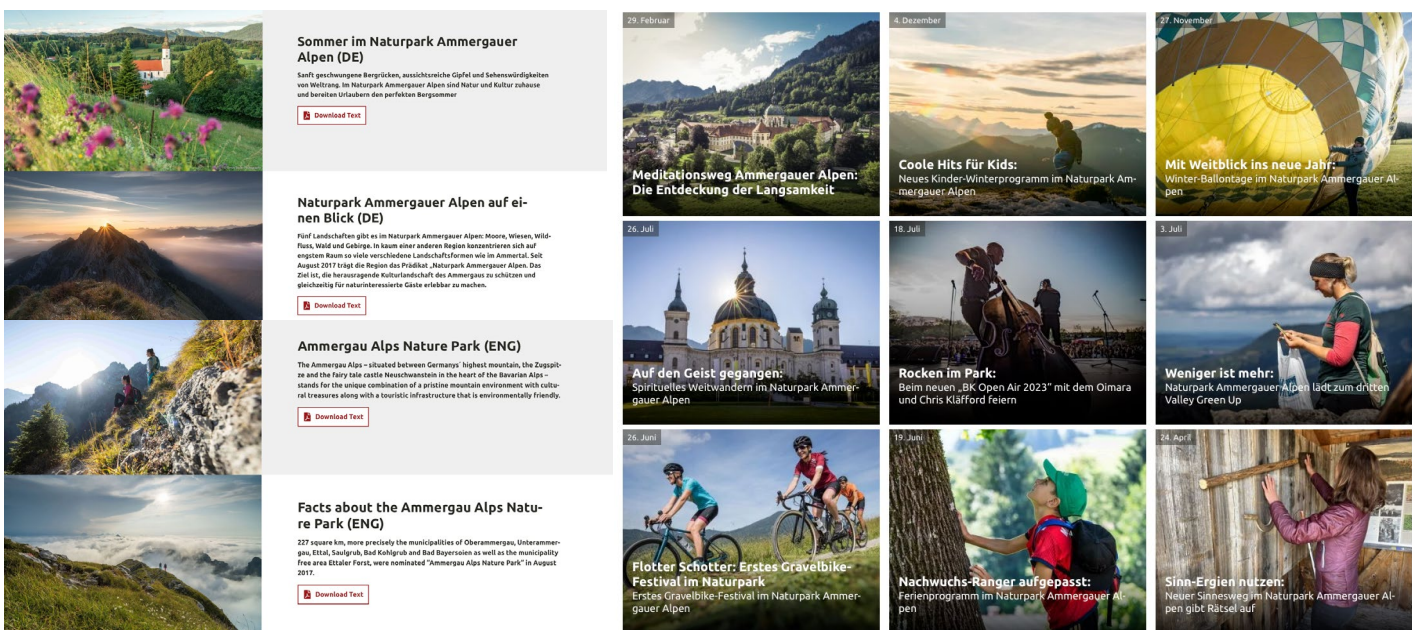 Sommer im Naturpark Ammergauer
Alpen (DE)
Sanft geschwungene Bergrücken, aussichtsreiche Gipfel und Sehenswürdigkeiten
von Weltrang. Im Naturpark Ammergauer Alpen sind Natur und Kultur zuhause
und bereiten Urlaubern den perfekten Bergsommer
Download Text
Naturpark Ammergauer Alpen auf ei-
nen Blick (DE)
Fünf Landschaften gibt es im Naturpark Ammergauer Alpen: Moore, Wiesen, Wild-
fluss, Wald und Gebirge. In kaum einer anderen Region konzentrieren sich auf
engstem Raum so viele verschiedene Landschaftsformen wie im Ammertal. Seit
August 2017 trägt die Region das Prädikat „Naturpark Ammergauer Alpen. Das
Ziel ist, die herausragende Kulturlandschaft des Ammergaus zu schützen und
gleichzeitig für naturinteressierte Gäste erlebbar zu machen.
Download Text
Ammergau Alps Nature Park (ENG)
The Ammergau Alps – situated between Germanys´ highest mountain, the Zugspit-
ze and the fairy tale castle Neuschwanstein in the heart of the Bavarian Alps –
stands for the unique combination of a pristine mountain environment with cultu-
ral treasures along with a touristic infrastructure that is environmentally friendly.
Download Text
Facts about the Ammergau Alps Natu-
re Park (ENG)
227 square km, more precisely the municipalities of Oberammergau, Unterammer-
gau, Ettal, Saulgrub, Bad Kohlgrub and Bad Bayersoien as well as the municipality
free area Ettaler Forst, were nominated "Ammergau Alps Nature Park" in August
2017.
Download Text
29. Februar
Meditationsweg Ammergauer Alpen:
Die Entdeckung der Langsamkeit
4. Dezember
Coole Hits für Kids:
Neues Kinder-Winterprogramm im Naturpark Am-
mergauer Alpen
27. November
Mit Weitblick ins neue Jahr:
Winter-Ballontage im Naturpark Ammergauer Al-
pen
26. Juli
Auf den Geist gegangen:
Spirituelles Weitwandern im Naturpark Ammer-
gauer Alpen
18. Juli
Rocken im Park:
Beim neuen „BK Open Air 2023" mit dem Oimara
und Chris Kläfford feiern
3. Juli
Weniger ist mehr:
Naturpark Ammergauer Alpen lädt zum dritten
Valley Green Up
26. Juni
Flotter Schotter: Erstes Gravelbike-
Festival im Naturpark
Erstes Gravelbike-Festival im Naturpark Ammer-
gauer Alpen
19. Juni
Nachwuchs-Ranger aufgepasst:
Ferienprogramm im Naturpark Ammergauer Al-
pen
24. April
Sinn-Ergien nutzen:
Neuer Sinnesweg im Naturpark Ammergauer Al-
pen gibt Rätsel auf